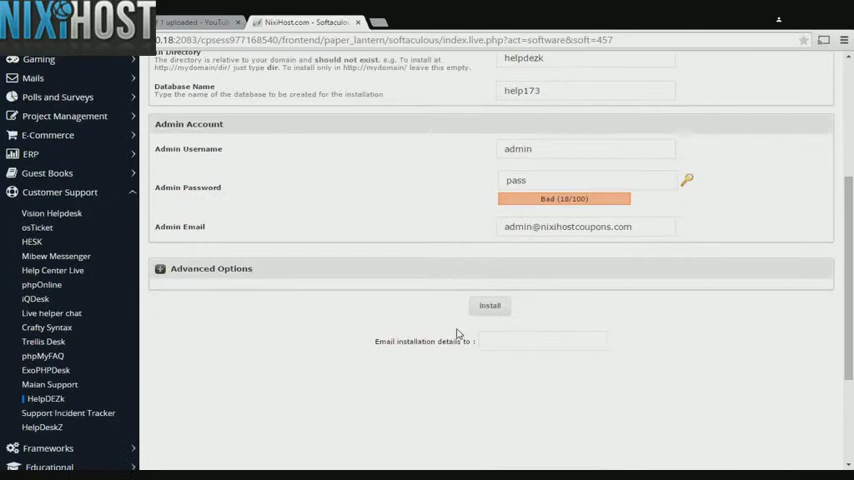 NIXIHOST
1 uploaded - YouTube
NixiHost.com - Softaculou
0.18:2083/cpsess977168540/frontend/paper_lantern/softaculous/index.live.php?act=software&soft=457
Gaming
Mails
Polls and Surveys
Project Management
E-Commerce
ERP
Guest Books
Customer Support
Vision Helpdesk
osTicket
HESK
Mibew Messenger
Help Center Live
phpOnline
iQDesk
Live helper chat
Crafty Syntax
Trellis Desk
phpMyFAQ
ExoPHPDesk
Maian Support
HelpDEZk
Support Incident Tracker
HelpDeskZ
Frameworks
Educational
In Directory
The directory is relative to your domain and should not exist. e.g. To install at
http://mydomain/dir/ just type dir. To install only in http://mydomain/ leave this empty.
helpdezk
Database Name
Type the name of the database to be created for the installation
help173
Admin Account
Admin Username
admin
Admin Password
pass
Bad (18/100)
Admin Email
admin@nixihostcoupons.com
Advanced Options
Install
Email installation details to :